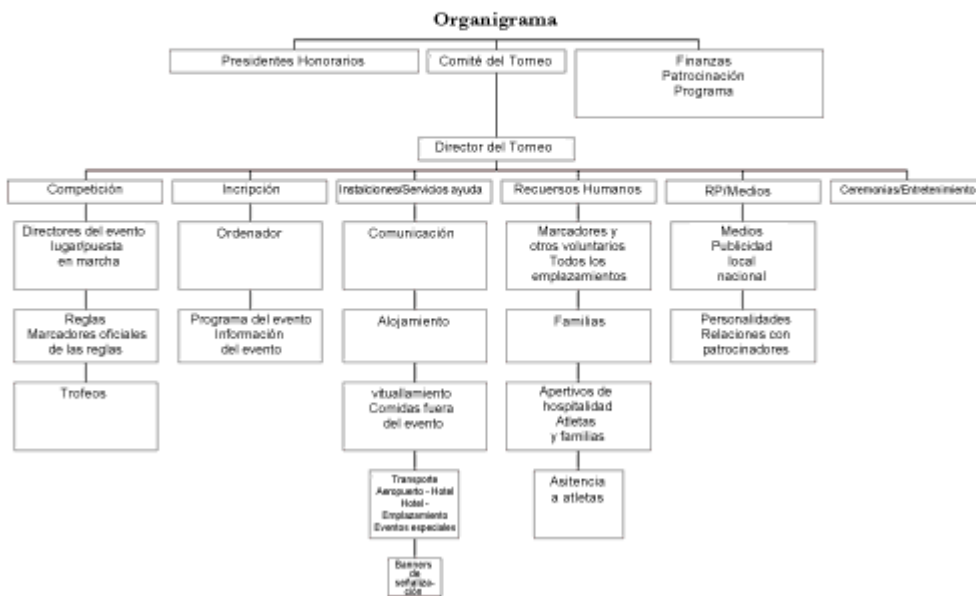 Organigrama
Presidentes Honorarios
Comité del Torneo
Finanzas
Patrocinación
Programa
Director del Torneo
Competición
Incripción
Instalciones/Servicios ayuda
Recuersos Humanos
RP/Medios
Ceremonias/Entretenimiento
Directores del evento
lugar/puesta
en marcha
Ordenador
Comunicación
Marcadores y
otros voluntarios
Todos los
emplazamientos
Medios
Publicidad
local
nacional
Reglas
Marcadores oficiales
de las reglas
Programa del evento
Información
del evento
Alojamiento
Familias
Personalidades
Relaciones con
patrocinadores
Trofeos
vituallamiento
Comidas fuera
del evento
Apertivos de
hospitalidad
Atletas
y familias
Transporte
Aeropuerto - Hotel
Hotel -
Emplazamiento
Eventos especiales
Asitencia
a atletas
Banners
de
señaliza-
ción